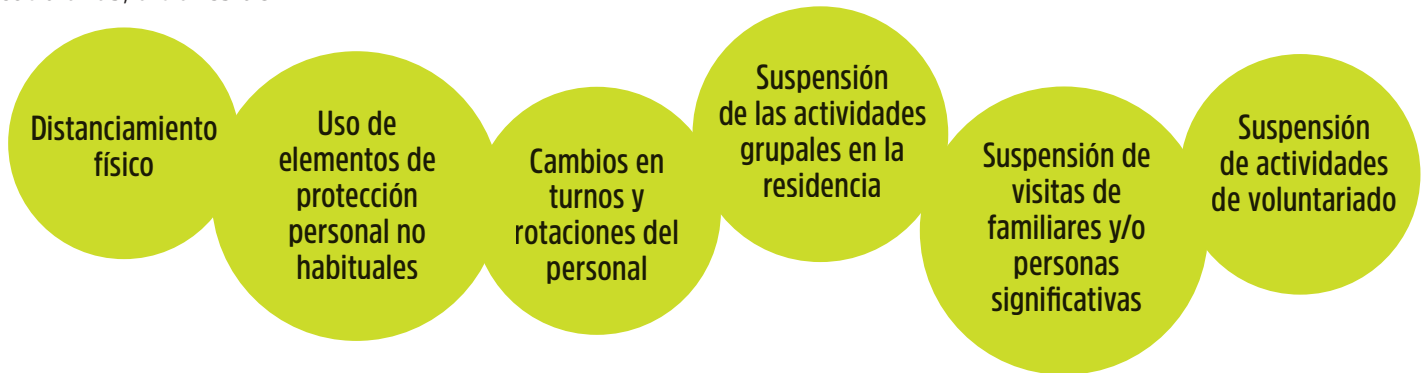 Distanciamiento
físico
Uso de
elementos de
protección
personal no
habituales
Cambios en
turnos y
rotaciones del
personal
Suspensión
de las actividades
grupales en la
residencia
Suspensión de
visitas de
familiares y/o
personas
significativas
Suspensión
de actividades
de voluntariado